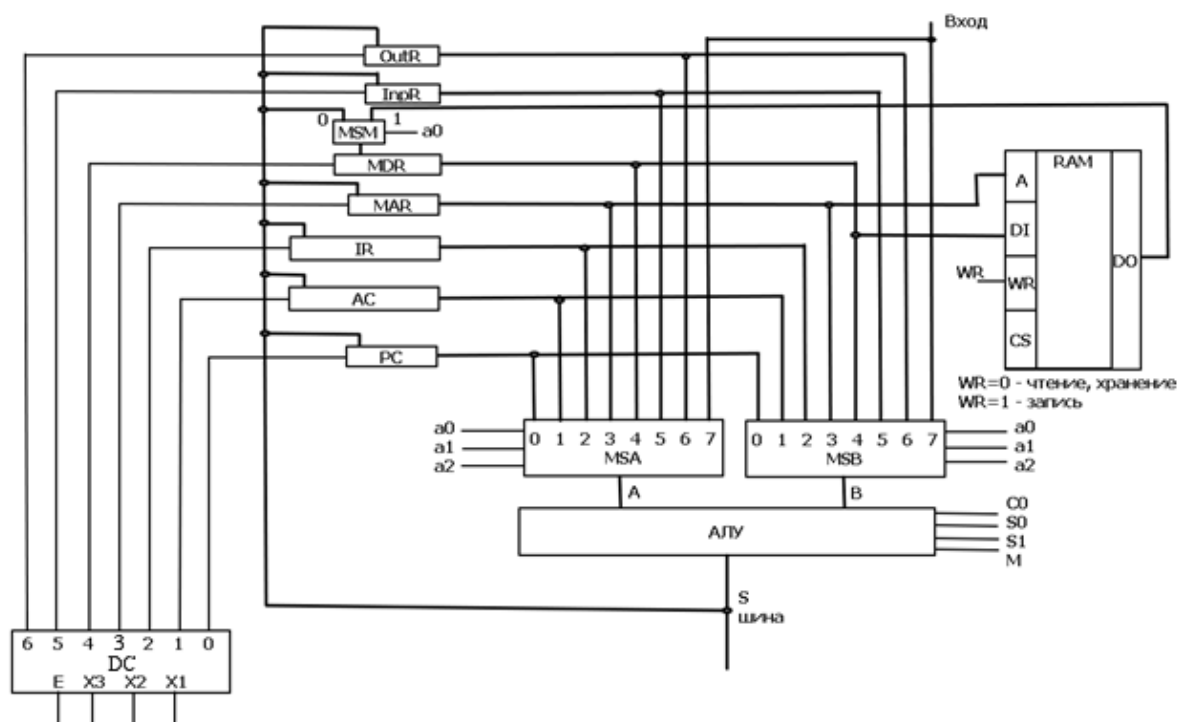 Вход
OutR
InpR
0 1
MSM a0
MDR
MAR
IR
AC
PC
RAM
A
DI
WR WR
CS
DO
WR=0 - чтение, хранение
WR=1 - запись
a0
a1
a2
0 1 2 3 4 5 6 7
MSA
0 1 2 3 4 5 6 7
MSB
a0
a1
a2
A
B
АЛУ
C0
S0
S1
M
S
шина
6 5 4 3 2 1 0
DC
E X3 X2 X1